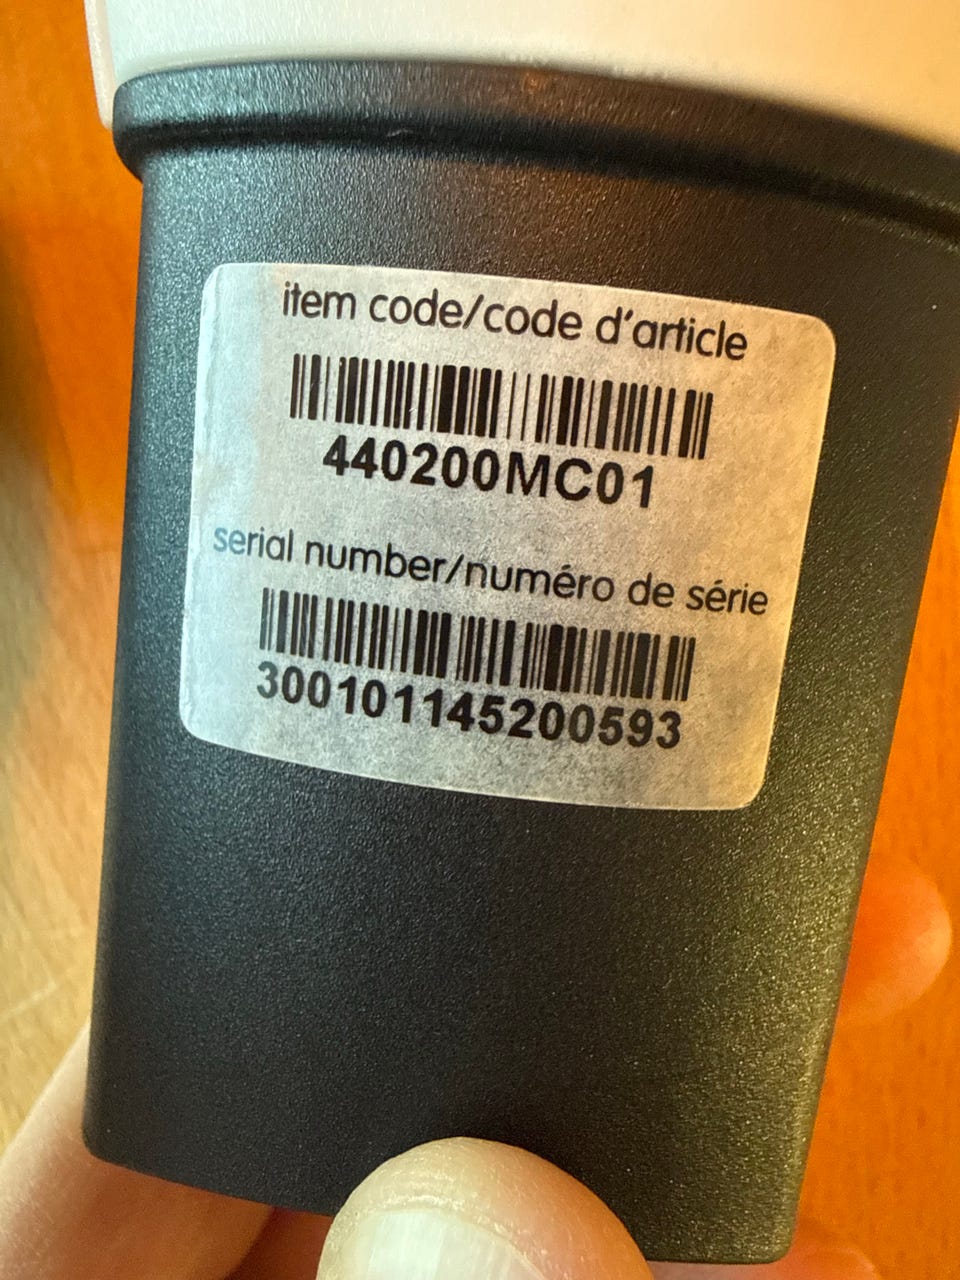 item code/code d'article
440200MC01
serial number/numéro de série
300101145200593